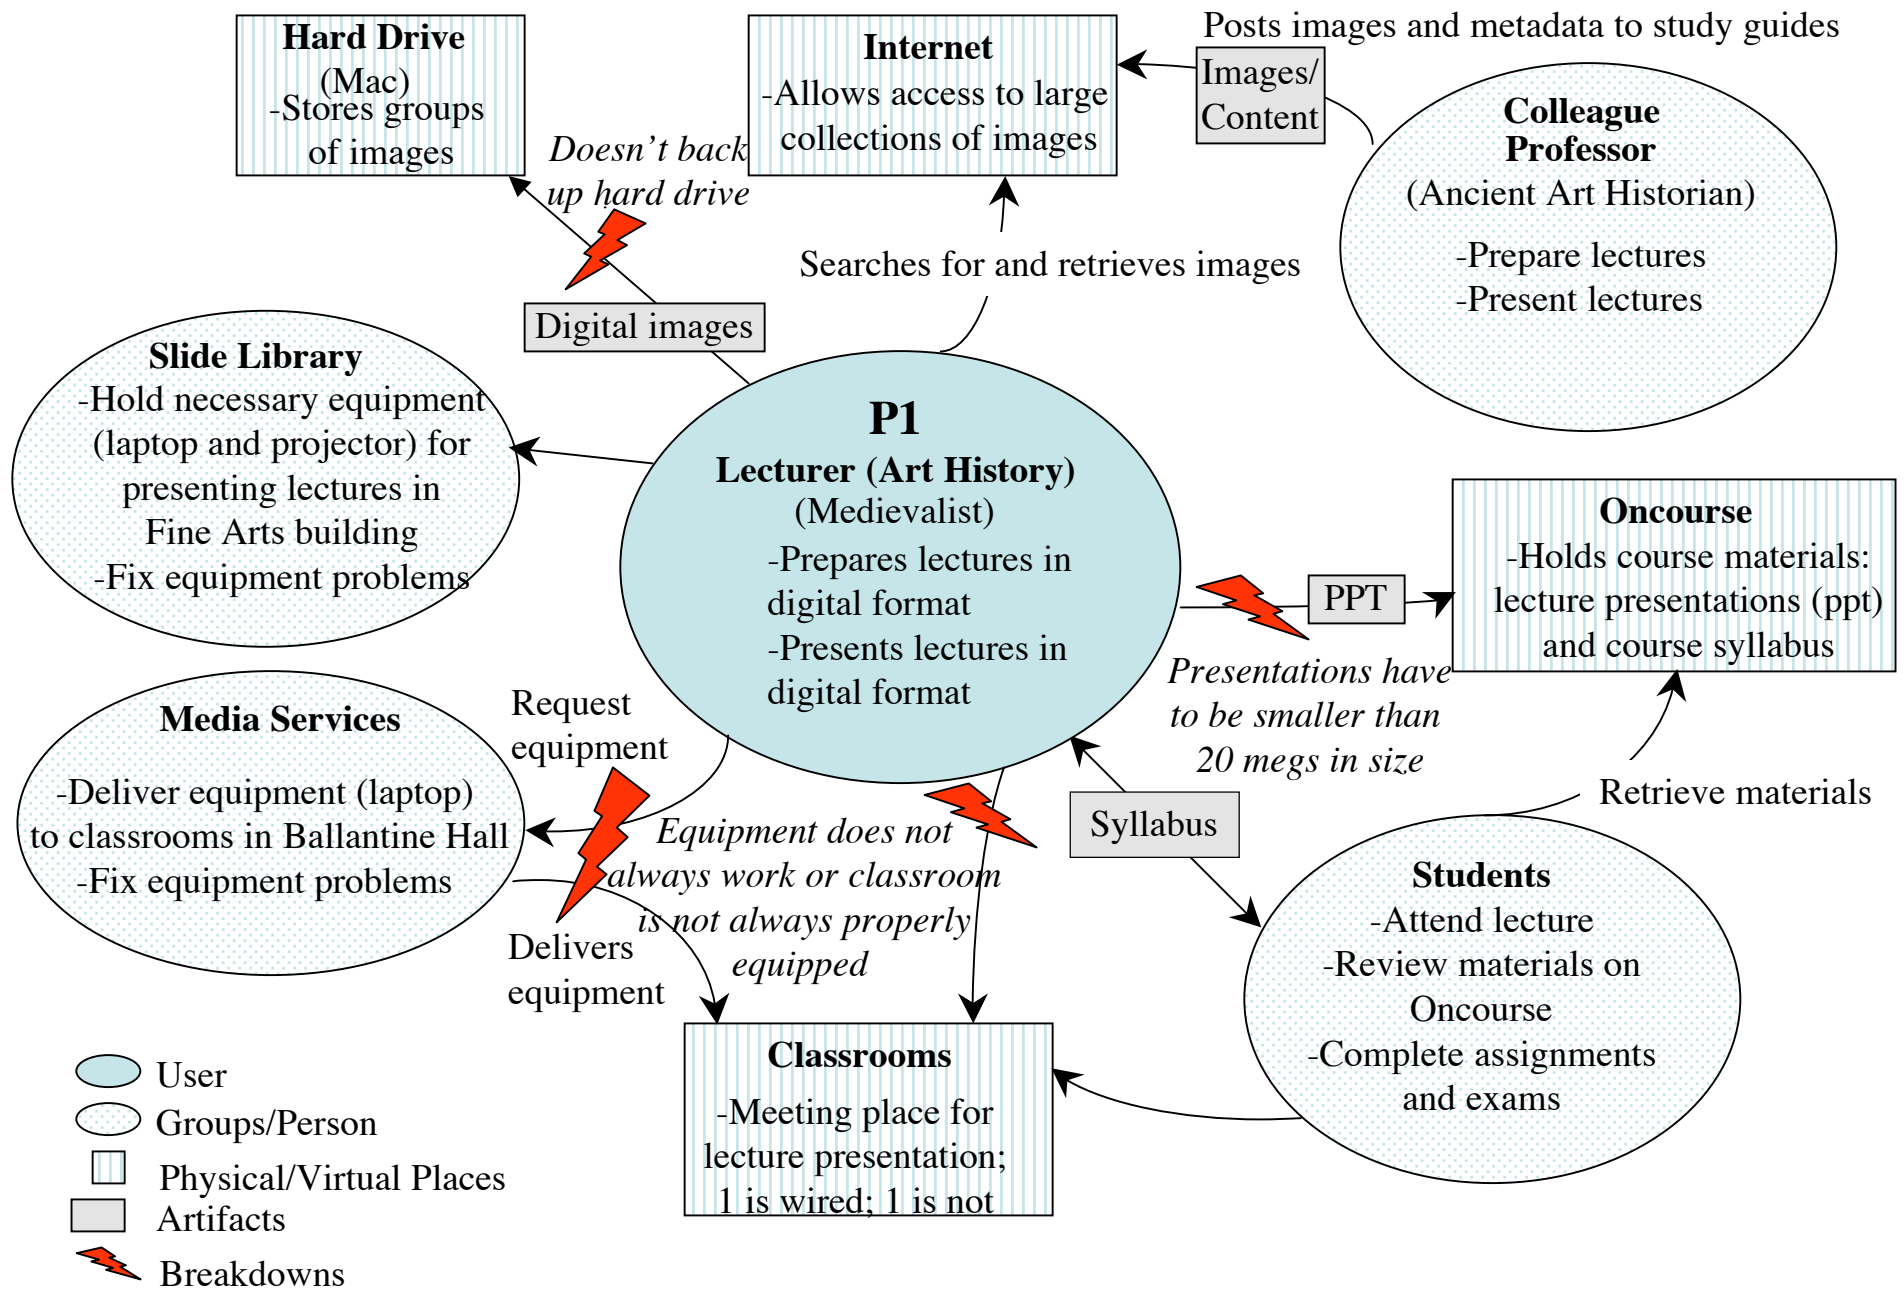 Hard Drive
(Mac)
-Stores groups
of images
Doesn't back
up hard drive
Internet
-Allows access to large
collections of images
Posts images and metadata to study guides
Images/
Content
Colleague
Professor
(Ancient Art Historian)
-Prepare lectures
-Present lectures
Searches for and retrieves images
Digital images
Slide Library
-Hold necessary equipment
(laptop and projector) for
presenting lectures in
Fine Arts building
-Fix equipment problems
P1
Lecturer (Art History)
(Medievalist)
-Prepares lectures in
digital format
-Presents lectures in
digital format
PPT
Oncourse
-Holds course materials:
lecture presentations (ppt)
and course syllabus
Presentations have
to be smaller than
20 megs in size
Media Services
-Deliver equipment (laptop)
to classrooms in Ballantine Hall
-Fix equipment problems
Request
equipment
Equipment does not
always work or classroom
is not always properly
equipped
Delivers
equipment
Syllabus
Retrieve materials
Students
-Attend lecture
-Review materials on
Oncourse
-Complete assignments
and exams
Classrooms
-Meeting place for
lecture presentation;
1 is wired; 1 is not
User
Groups/Person
Physical/Virtual Places
Artifacts
Breakdowns